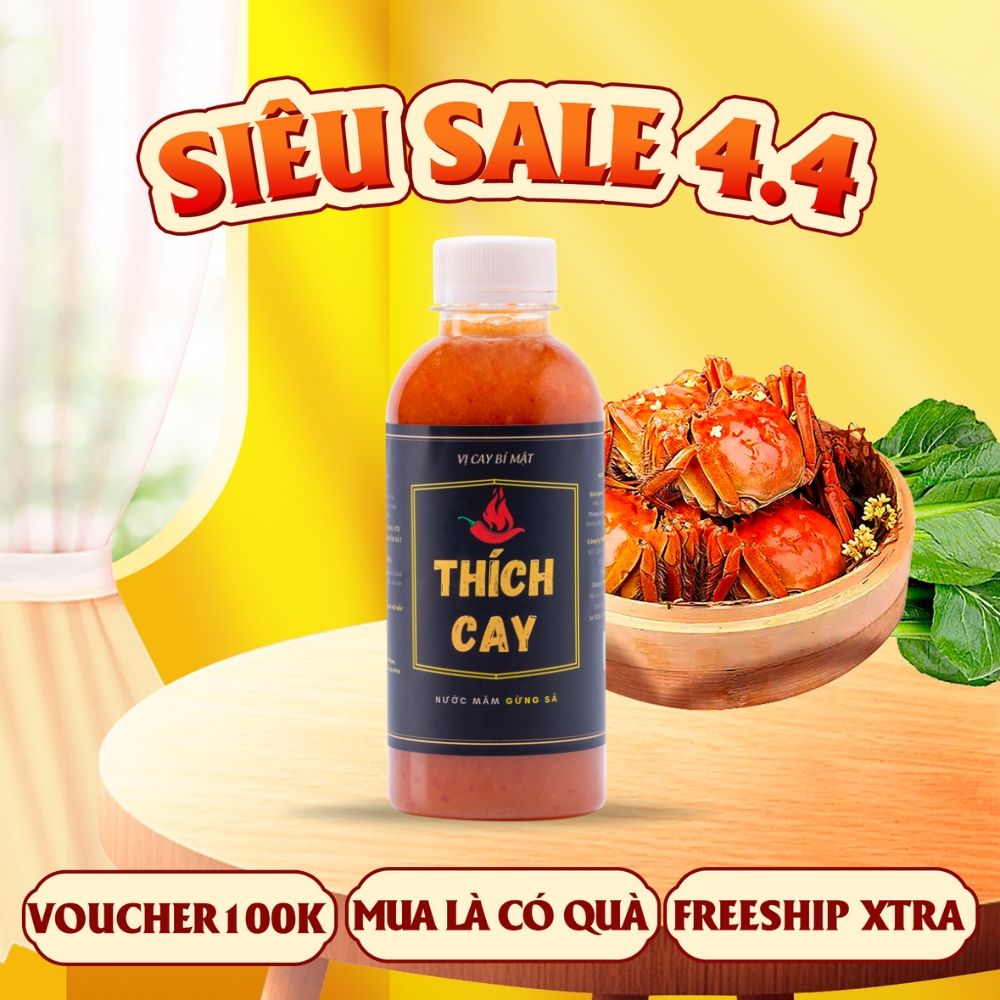 SIÊU SALE 4.4
VỊ CAY BÍ MẬT
THÍCH
CAY
NƯỚC MẮM GỪNG SẢ
VOUCHER100K
MUA LÀ CÓ QUÀ
FREESHIP XTRA